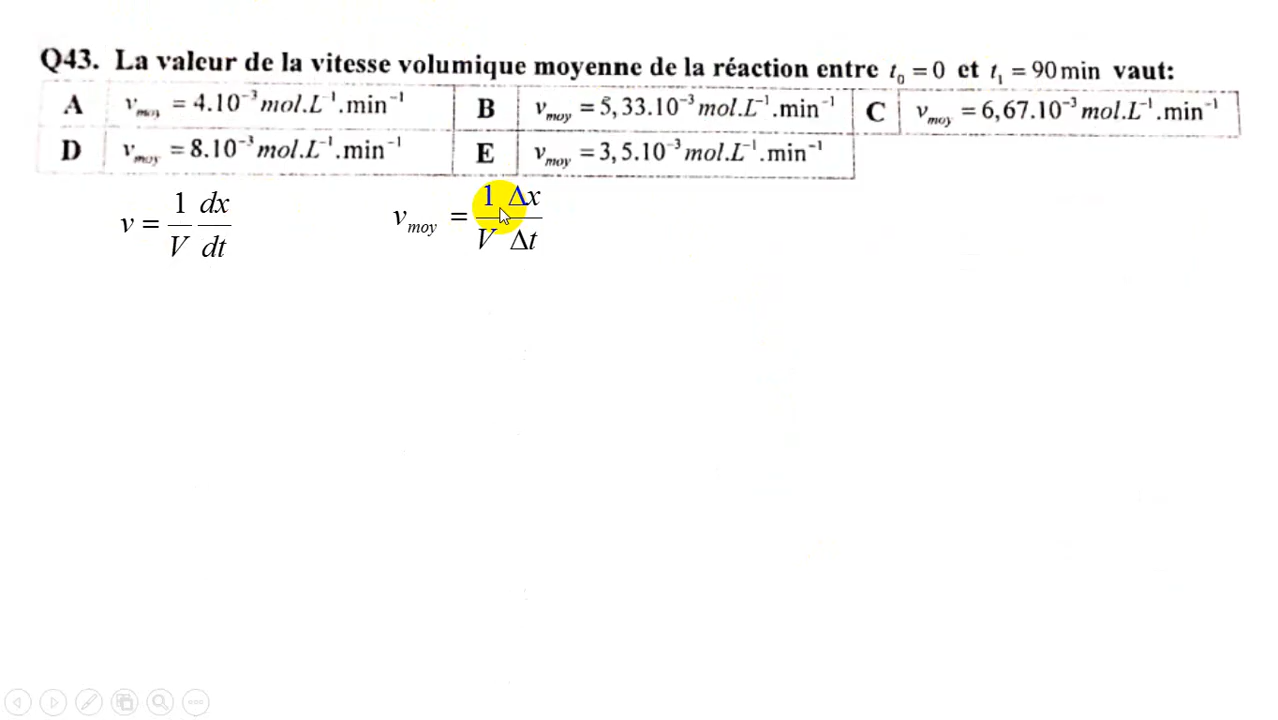 Q43. La valeur de la vitesse volumique moyenne de la réaction entre t₀ = 0 et t₁ = 90 min vaut:
A v_moy = 4.10⁻³ mol.L⁻¹.min⁻¹ B v_moy = 5,33.10⁻³ mol.L⁻¹.min⁻¹ C v_moy = 6,67.10⁻³ mol.L⁻¹.min⁻¹
D v_moy = 8.10⁻³ mol.L⁻¹.min⁻¹ E v_moy = 3,5.10⁻³ mol.L⁻¹.min⁻¹
v = 1/V dx/dt v_moy = 1/V Δx/Δt